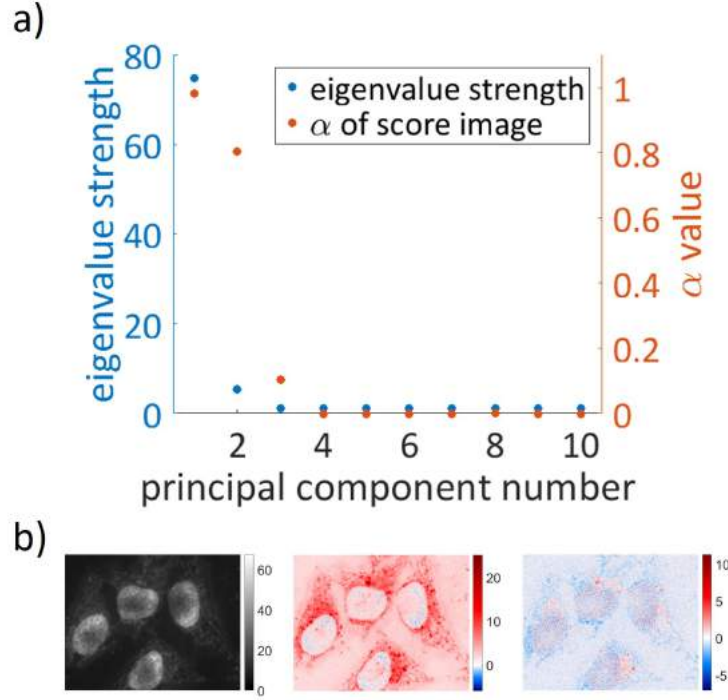 a)
80
60
40
20
0
eigenvalue strength
eigenvalue strength
α of score image
1
0.8
0.6
0.4
0.2
0
α value
2 4 6 8 10
principal component number
b)
60
40
20
0
20
10
0
10
5
0
-5